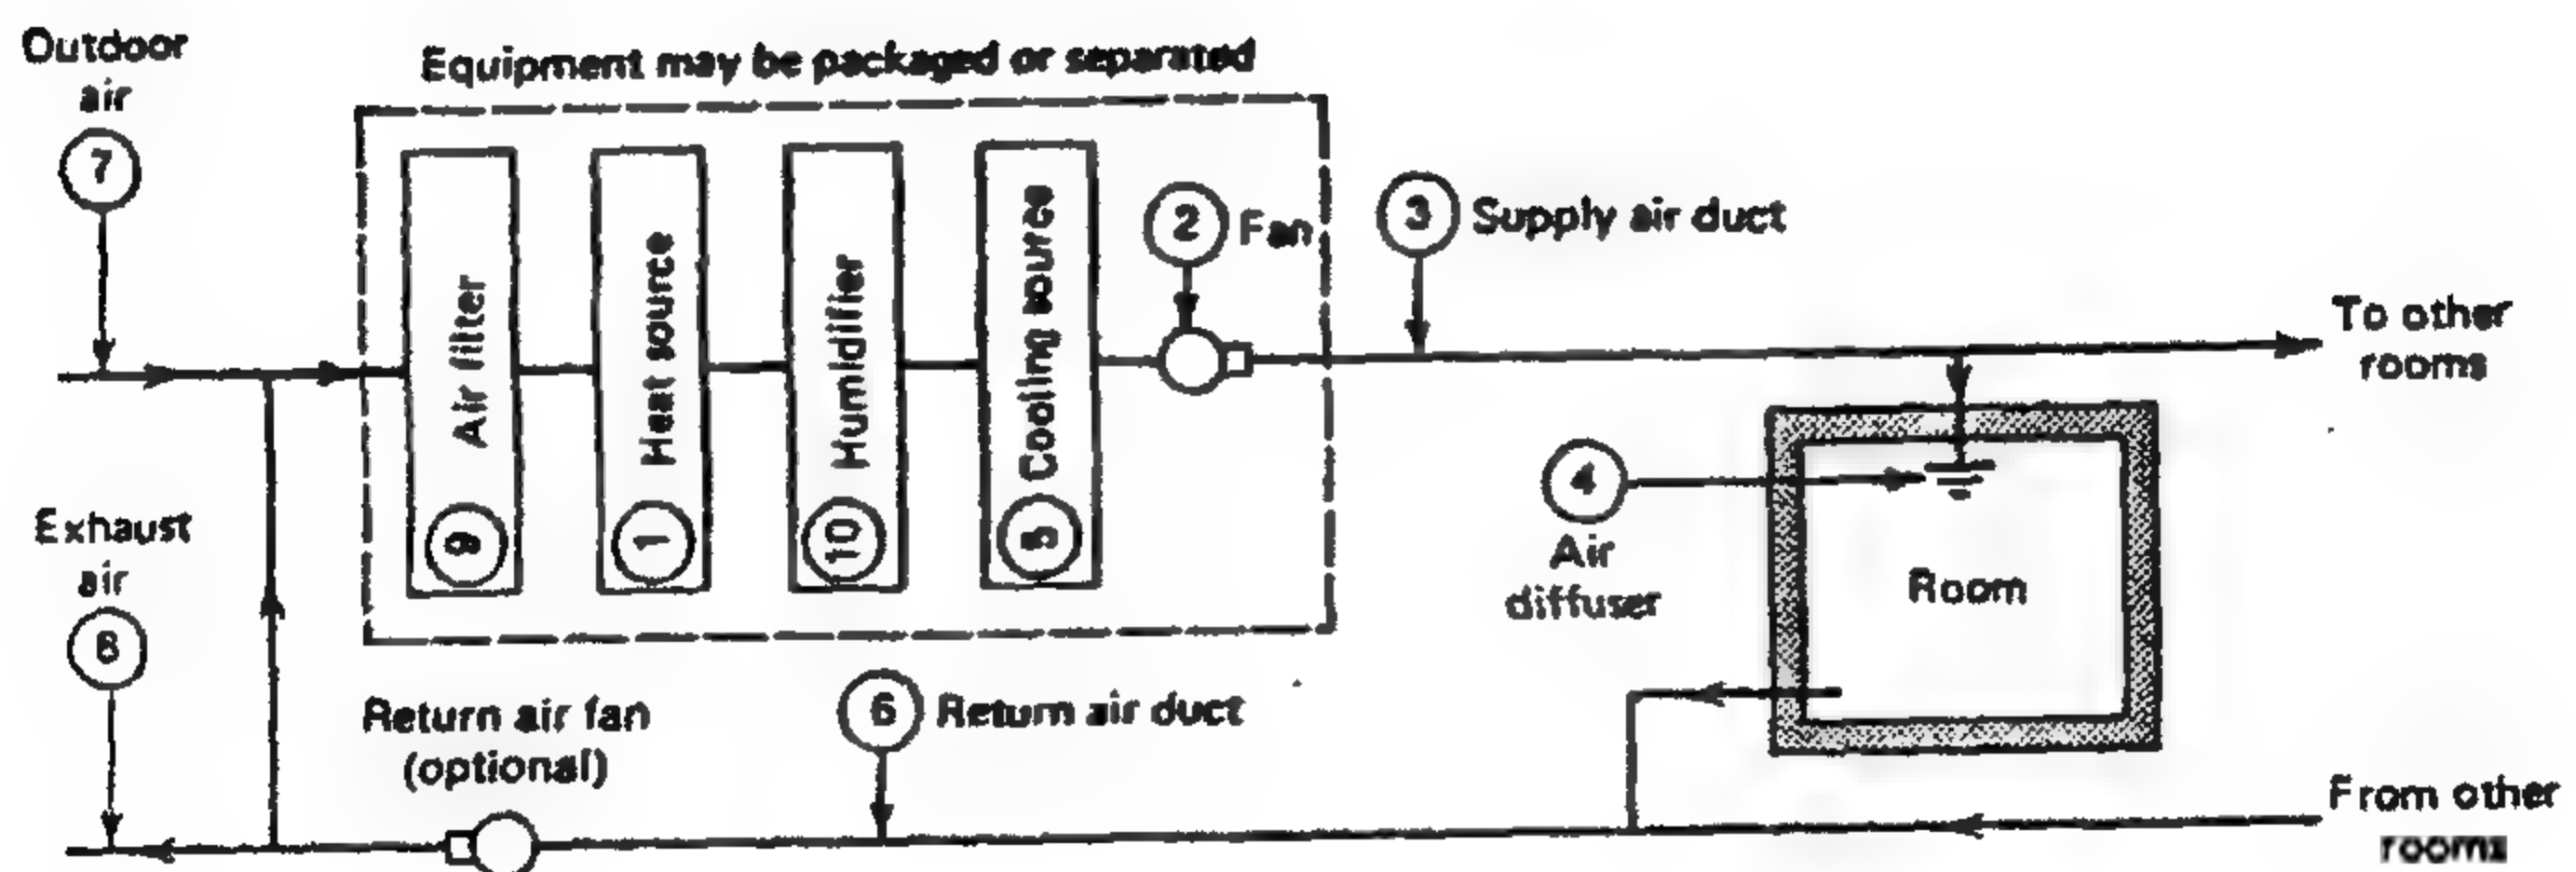 Outdoor
air
7
Equipment may be packaged or separated
Air filter
9
Heat source
1
Humidifier
10
Cooling source
5
2 Fan
3 Supply air duct
To other
rooms
4
Air
diffuser
Room
Exhaust
air
8
Return air fan
(optional)
6 Return air duct
From other
rooms